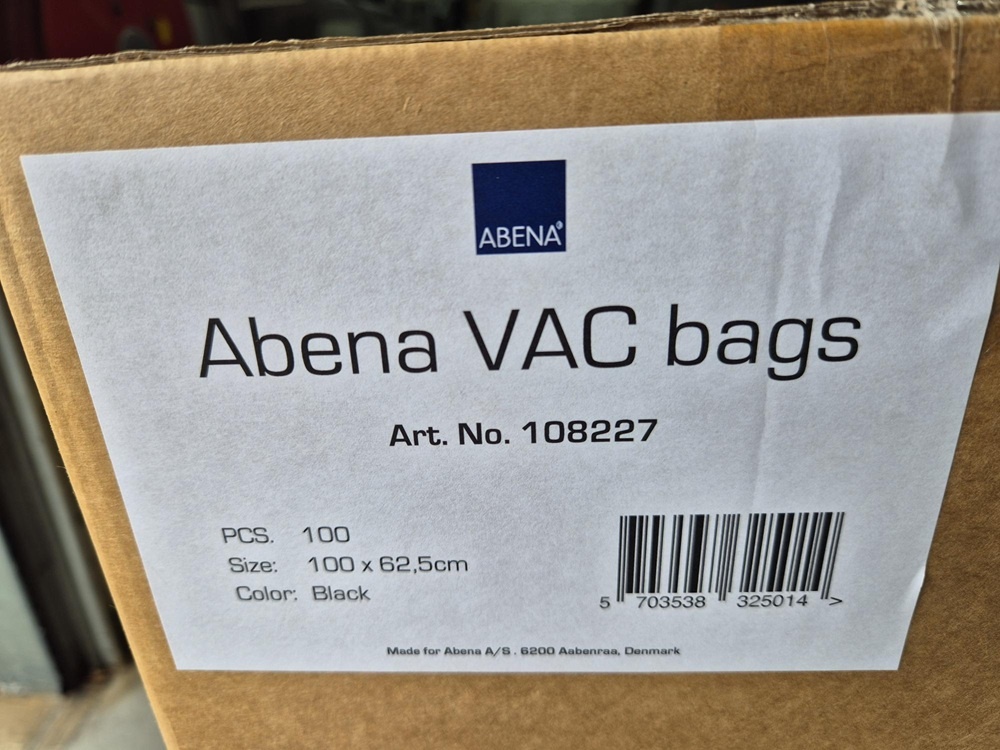 ABENA®
Abena VAC bags
Art. No. 108227
PCS. 100
Size: 100 x 62,5cm
Color: Black
5 703538 325014 >
Made for Abena A/S . 6200 Aabenraa, Denmark